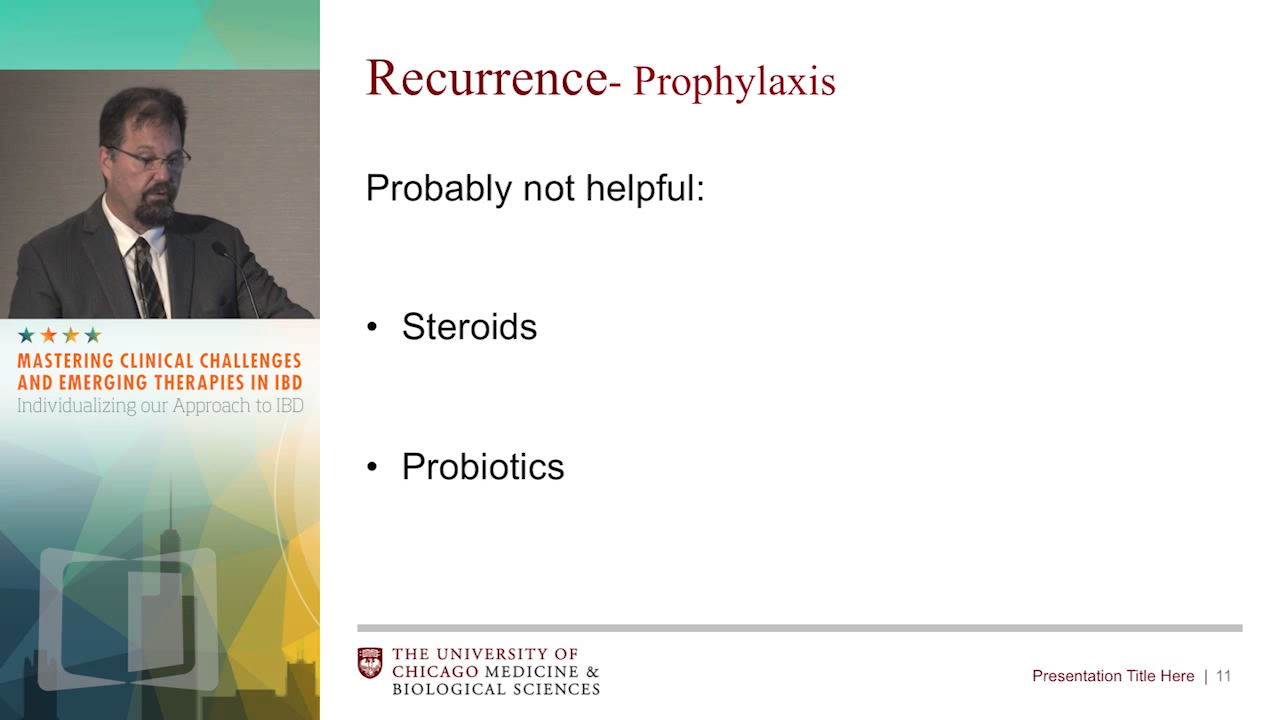 Recurrence- Prophylaxis
Probably not helpful:
• Steroids
• Probiotics
MASTERING CLINICAL CHALLENGES
AND EMERGING THERAPIES IN IBD
Individualizing our Approach to IBD
THE UNIVERSITY OF
CHICAGO MEDICINE &
BIOLOGICAL SCIENCES
Presentation Title Here | 11